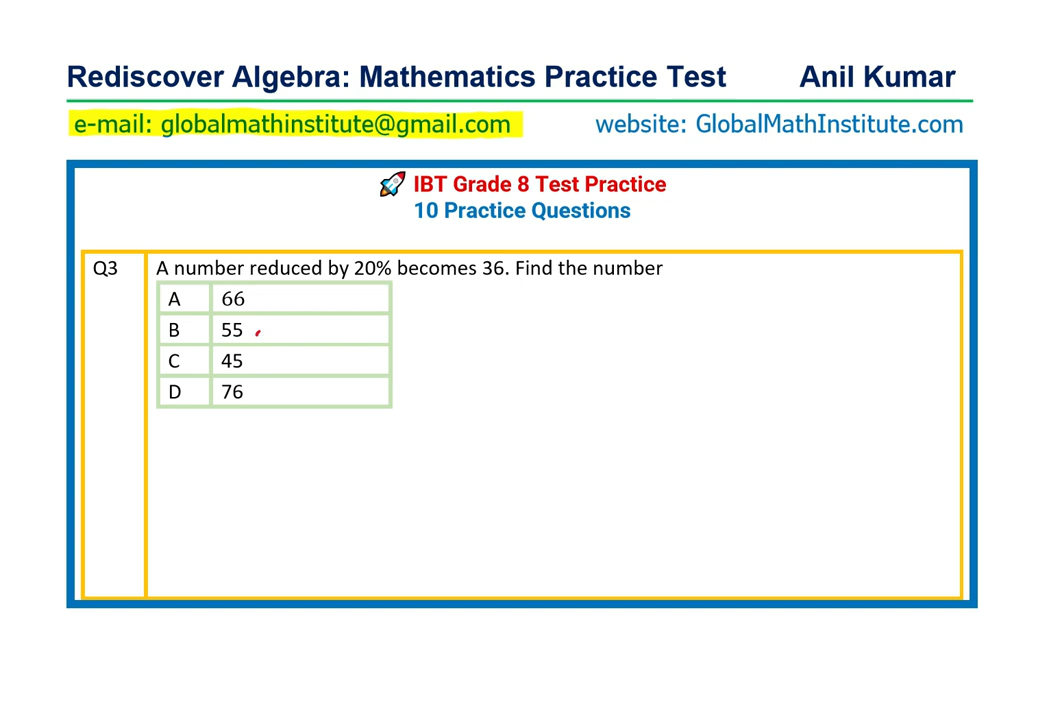 Rediscover Algebra: Mathematics Practice Test Anil Kumar
e-mail: globalmathinstitute@gmail.com website: GlobalMathInstitute.com
🚀 IBT Grade 8 Test Practice
10 Practice Questions
Q3 A number reduced by 20% becomes 36. Find the number
A 66
B 55
C 45
D 76